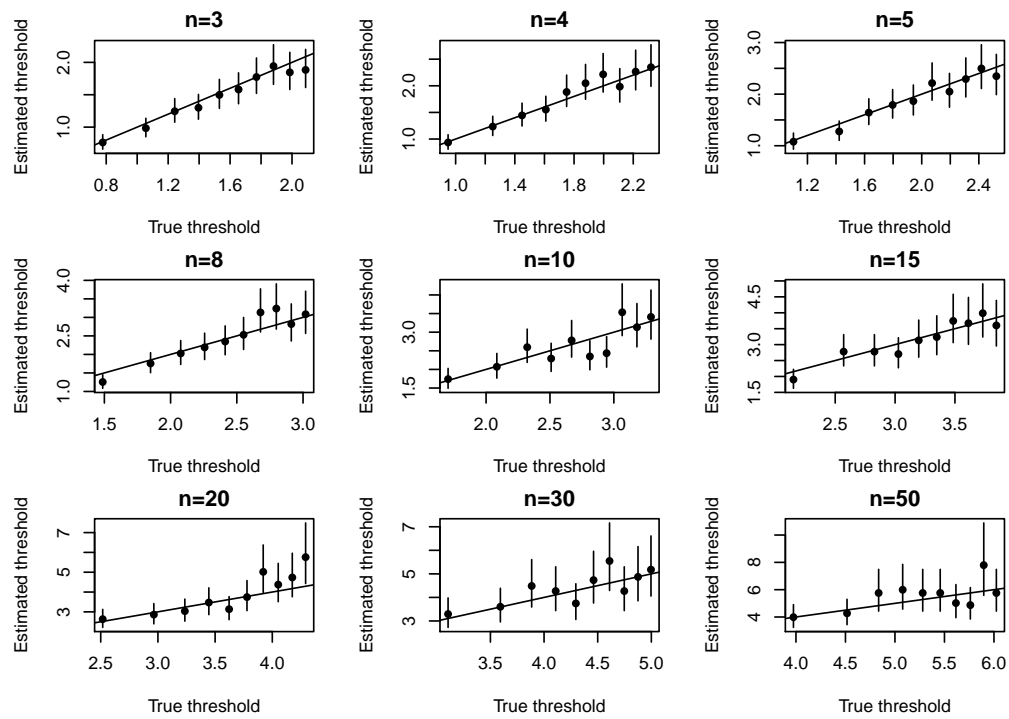 n=3
Estimated threshold
1.0 2.0
0.8 1.2 1.6 2.0
True threshold
n=4
Estimated threshold
1.0 2.0
1.0 1.4 1.8 2.2
True threshold
n=5
Estimated threshold
1.0 2.0 3.0
1.2 1.6 2.0 2.4
True threshold
n=8
Estimated threshold
1.0 2.5 4.0
1.5 2.0 2.5 3.0
True threshold
n=10
Estimated threshold
1.5 3.0
2.0 2.5 3.0
True threshold
n=15
Estimated threshold
1.5 3.0 4.5
2.5 3.0 3.5
True threshold
n=20
Estimated threshold
3 5 7
2.5 3.0 3.5 4.0
True threshold
n=30
Estimated threshold
3 5 7
3.5 4.0 4.5 5.0
True threshold
n=50
Estimated threshold
4 6 8
4.0 4.5 5.0 5.5 6.0
True threshold